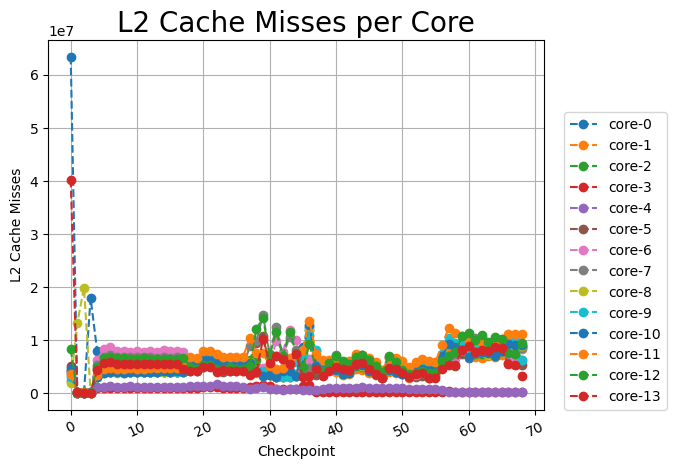 L2 Cache Misses per Core
1e7
6
5
4
3
2
1
0
L2 Cache Misses
0 10 20 30 40 50 60 70
Checkpoint
core-0
core-1
core-2
core-3
core-4
core-5
core-6
core-7
core-8
core-9
core-10
core-11
core-12
core-13